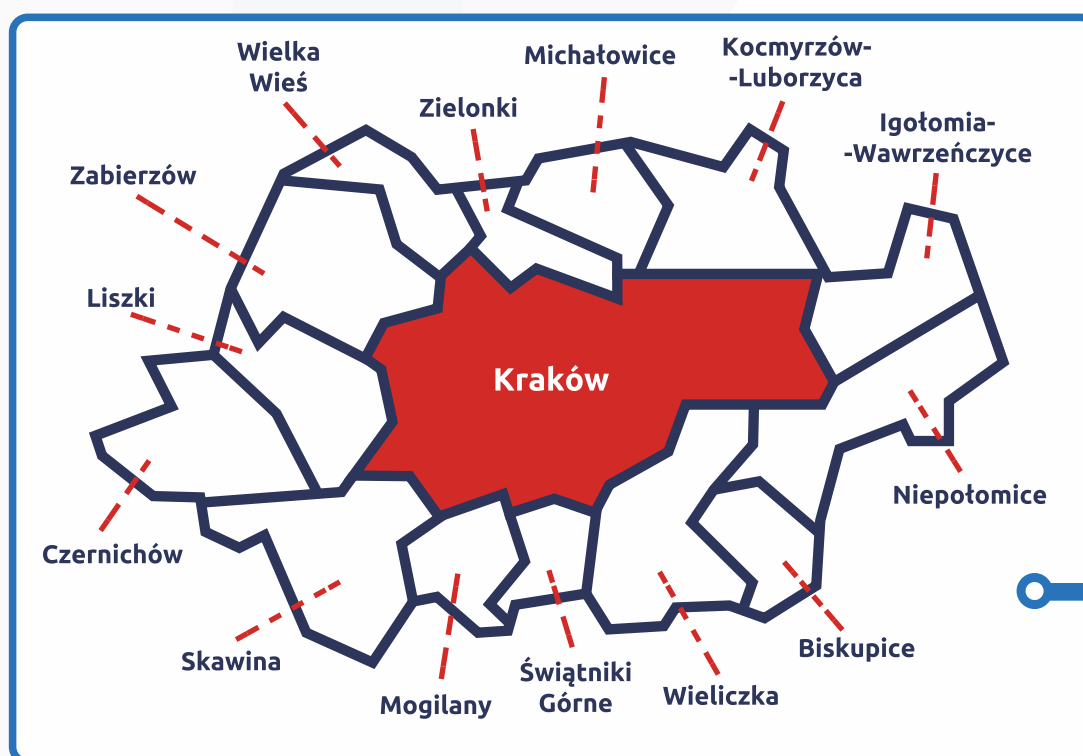 Wielka
Wieś
Michałowice
Kocmyrzów-
-Luborzyca
Zielonki
Igołomia-
-Wawrzeńczyce
Zabierzów
Liszki
Kraków
Niepołomice
Czernichów
Skawina
Mogilany
Świątniki
Górne
Wieliczka
Biskupice